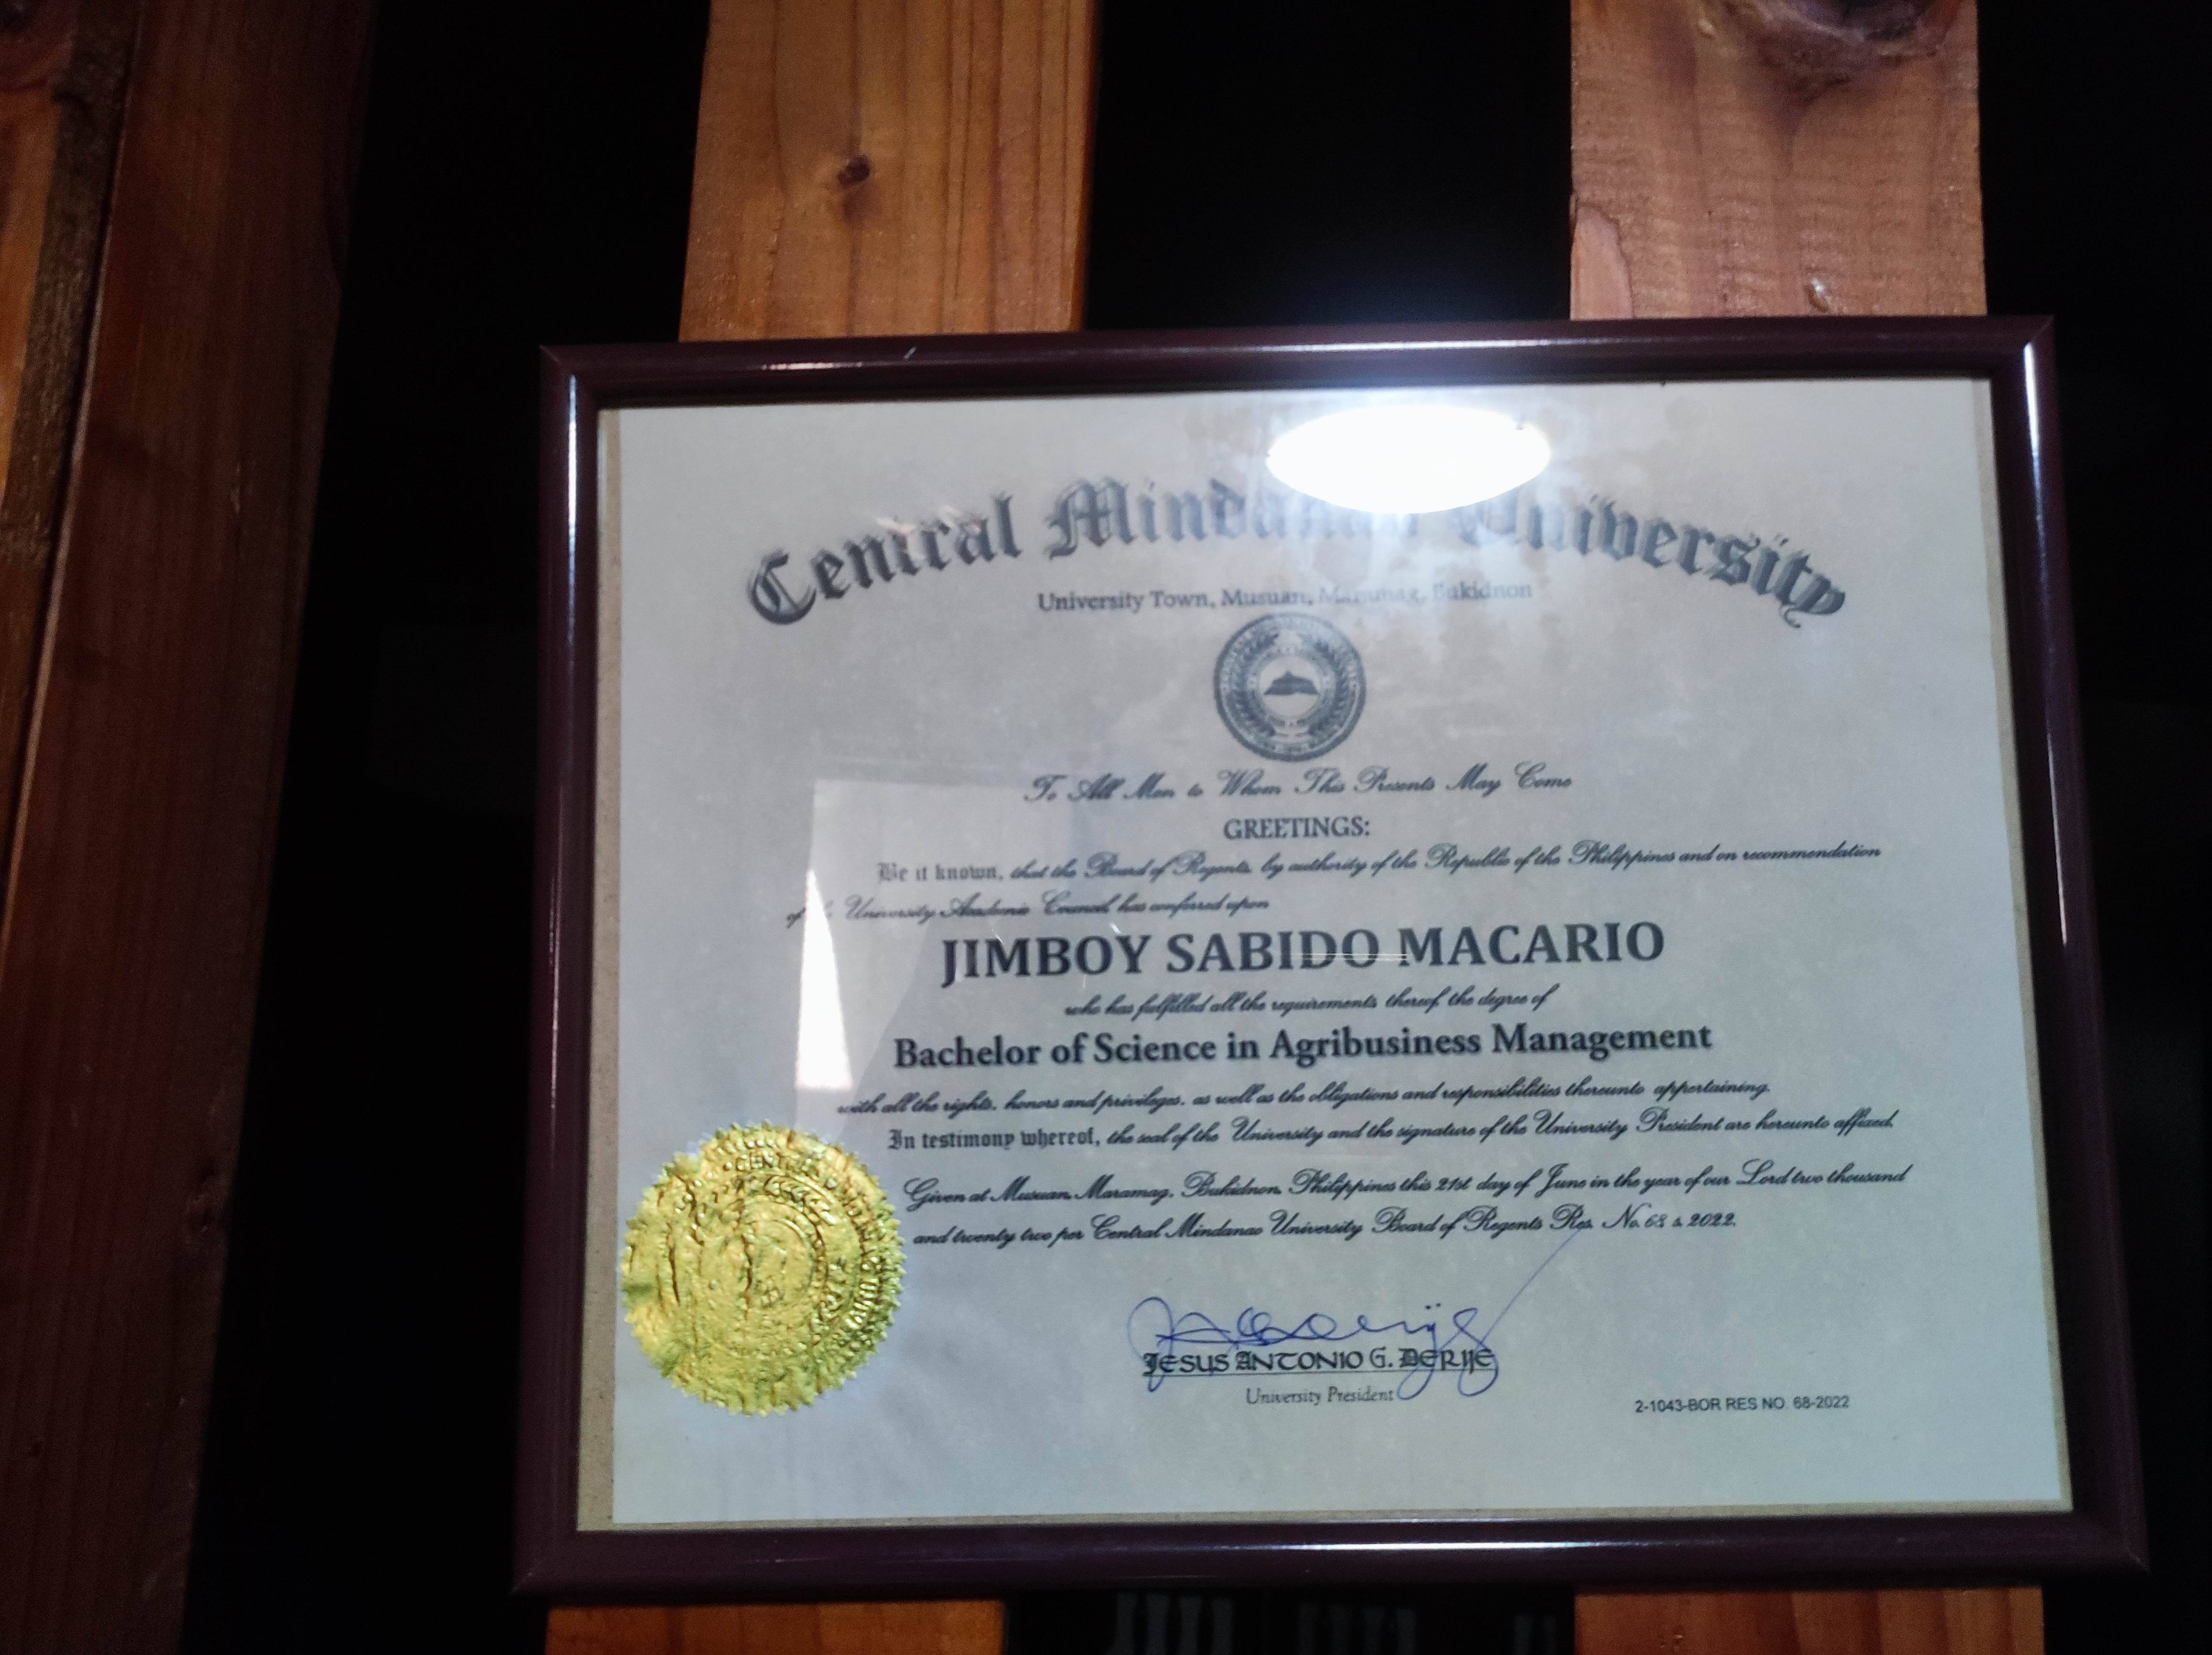 Central Mindanao University
University Town, Musuan, Maramag, Bukidnon
To All Men to Whom This Presents May Come
GREETINGS:
Be it known, that the Board of Regents, by authority of the Republic of the Philippines and on recommendation
of University Academic Council, has conferred upon
JIMBOY SABIDO MACARIO
who has fulfilled all the requirements thereof, the degree of
Bachelor of Science in Agribusiness Management
with all the rights, honors and privileges, as well as the obligations and responsibilities thereunto appertaining.
In testimony whereof, the seal of the University and the signature of the University President are hereunto affixed.
Given at Musuan, Maramag, Bukidnon, Philippines this 21st day of June in the year of our Lord two thousand
and twenty two per Central Mindanao University Board of Regents Res. No. 68 s. 2022.
JESUS ANTONIO G. DERIJE
University President
2-1043-BOR RES NO. 68-2022